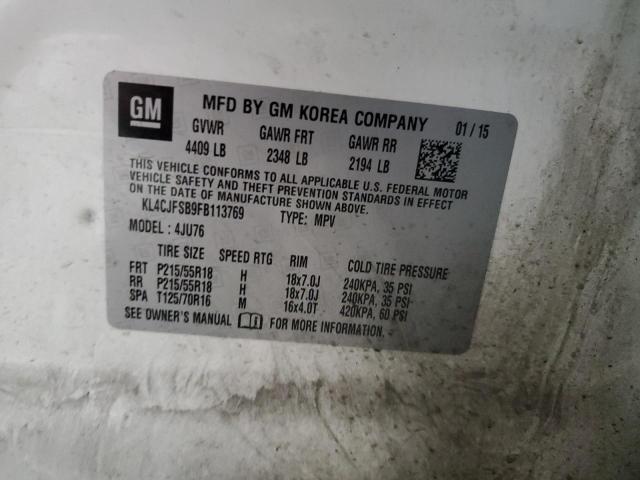 GM
MFD BY GM KOREA COMPANY 01 / 15
GVWR GAWR FRT GAWR RR
4409 LB 2348 LB 2194 LB
THIS VEHICLE CONFORMS TO ALL APPLICABLE U.S. FEDERAL MOTOR
VEHICLE SAFETY AND THEFT PREVENTION STANDARDS IN EFFECT
ON THE DATE OF MANUFACTURE SHOWN ABOVE.
KL4CJFSB9FB113769 TYPE: MPV
MODEL: 4JU76
TIRE SIZE SPEED RTG RIM COLD TIRE PRESSURE
FRT P215/55R18 H 18x7.0J 240KPA, 35 PSI
RR P215/55R18 H 18x7.0J 240KPA, 35 PSI
SPA T125/70R16 M 16x4.0T 420KPA, 60 PSI
SEE OWNER'S MANUAL FOR MORE INFORMATION.